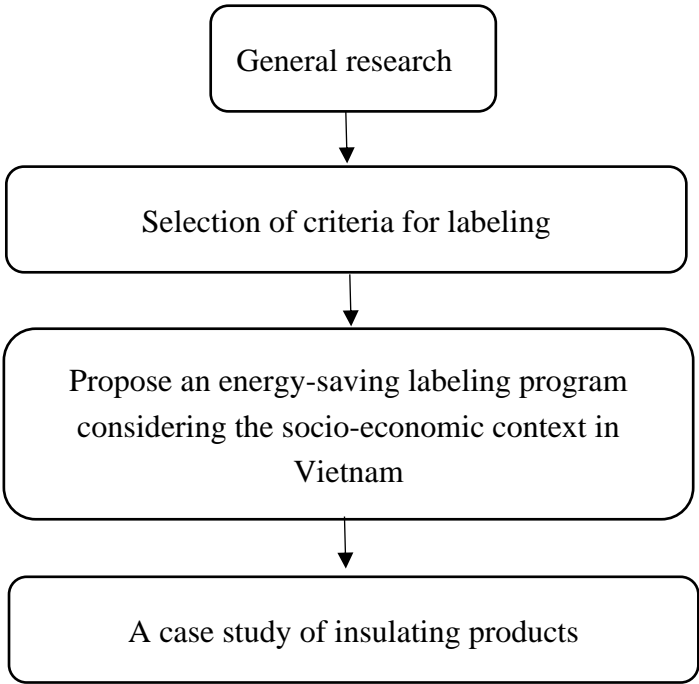 General research
Selection of criteria for labeling
Propose an energy-saving labeling program
considering the socio-economic context in
Vietnam
A case study of insulating products